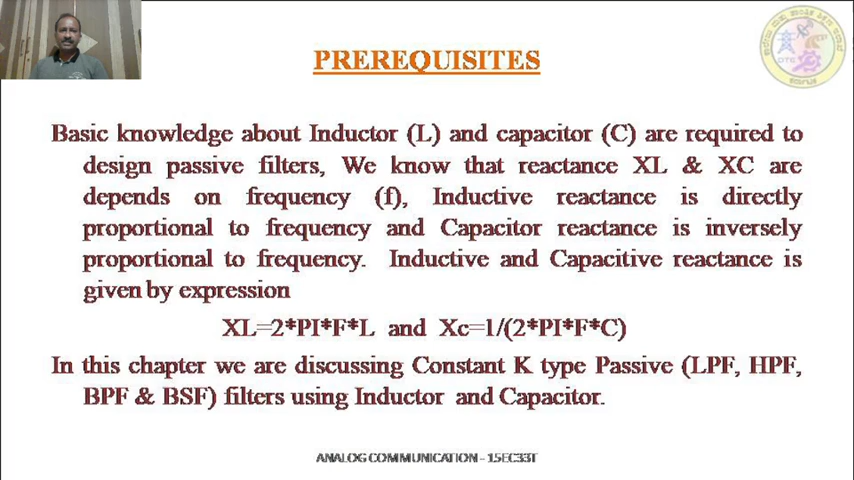 PREREQUISITES
DTE
Basic knowledge about Inductor (L) and capacitor (C) are required to
design passive filters, We know that reactance XL & XC are
depends on frequency (f), Inductive reactance is directly
proportional to frequency and Capacitor reactance is inversely
proportional to frequency. Inductive and Capacitive reactance is
given by expression
XL=2*PI*F*L and Xc=1/(2*PI*F*C)
In this chapter we are discussing Constant K type Passive (LPF, HPF,
BPF & BSF) filters using Inductor and Capacitor.
ANALOG COMMUNICATION - 15EC33T